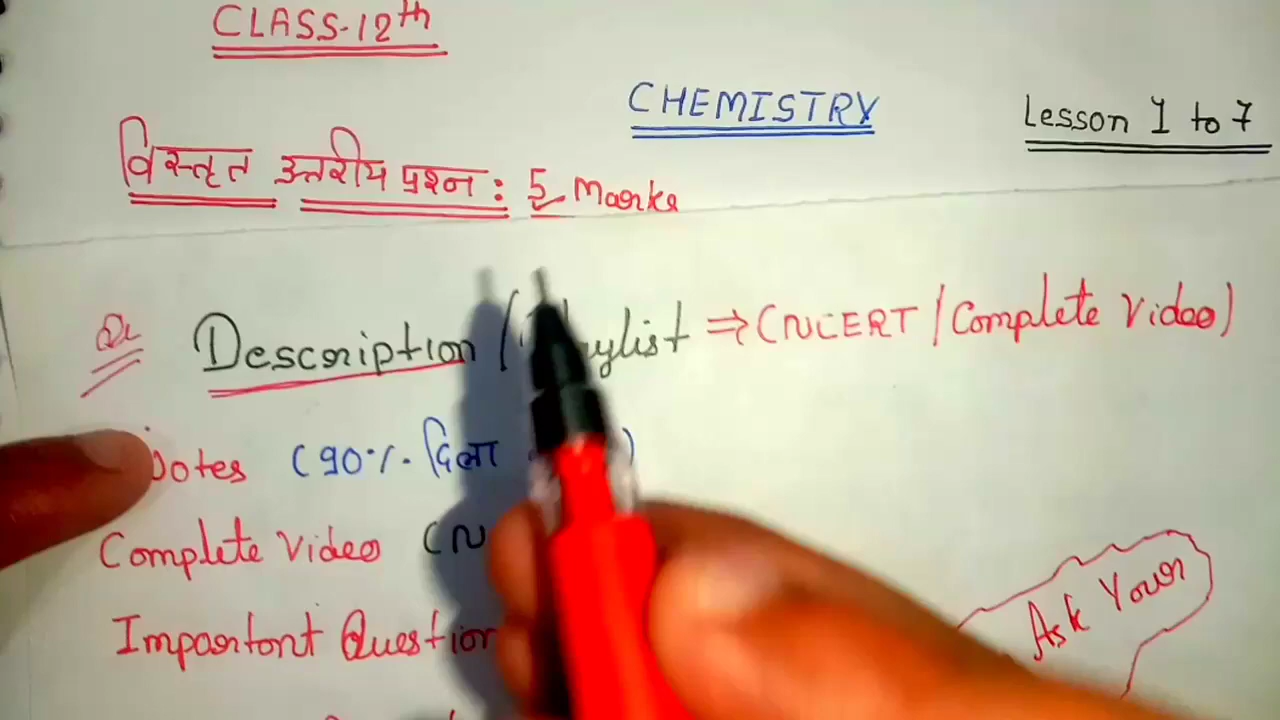 CLASS-12th
CHEMISTRY
Lesson 1 to 7
विस्तृत उत्तरीय प्रश्न : 5 Marks
Description / ⇒ (NCERT / Complete Video)
Notes (90%. दिला
Complete Video (N
Important Question
Ask Your